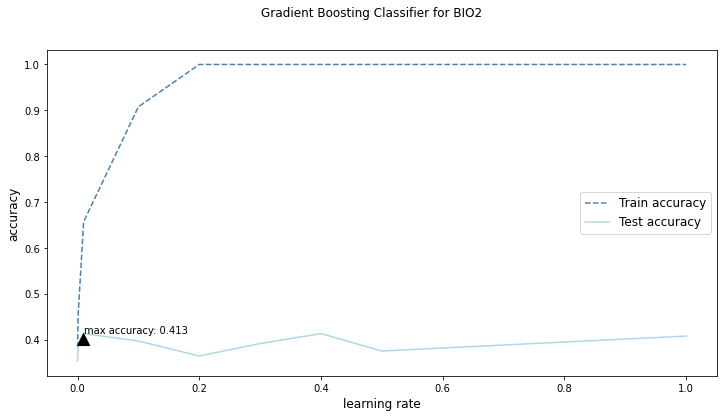 Gradient Boosting Classifier for BIO2
1.0
0.9
0.8
0.7
0.6
0.5
0.4
accuracy
max accuracy: 0.413
Train accuracy
Test accuracy
0.0 0.2 0.4 0.6 0.8 1.0
learning rate